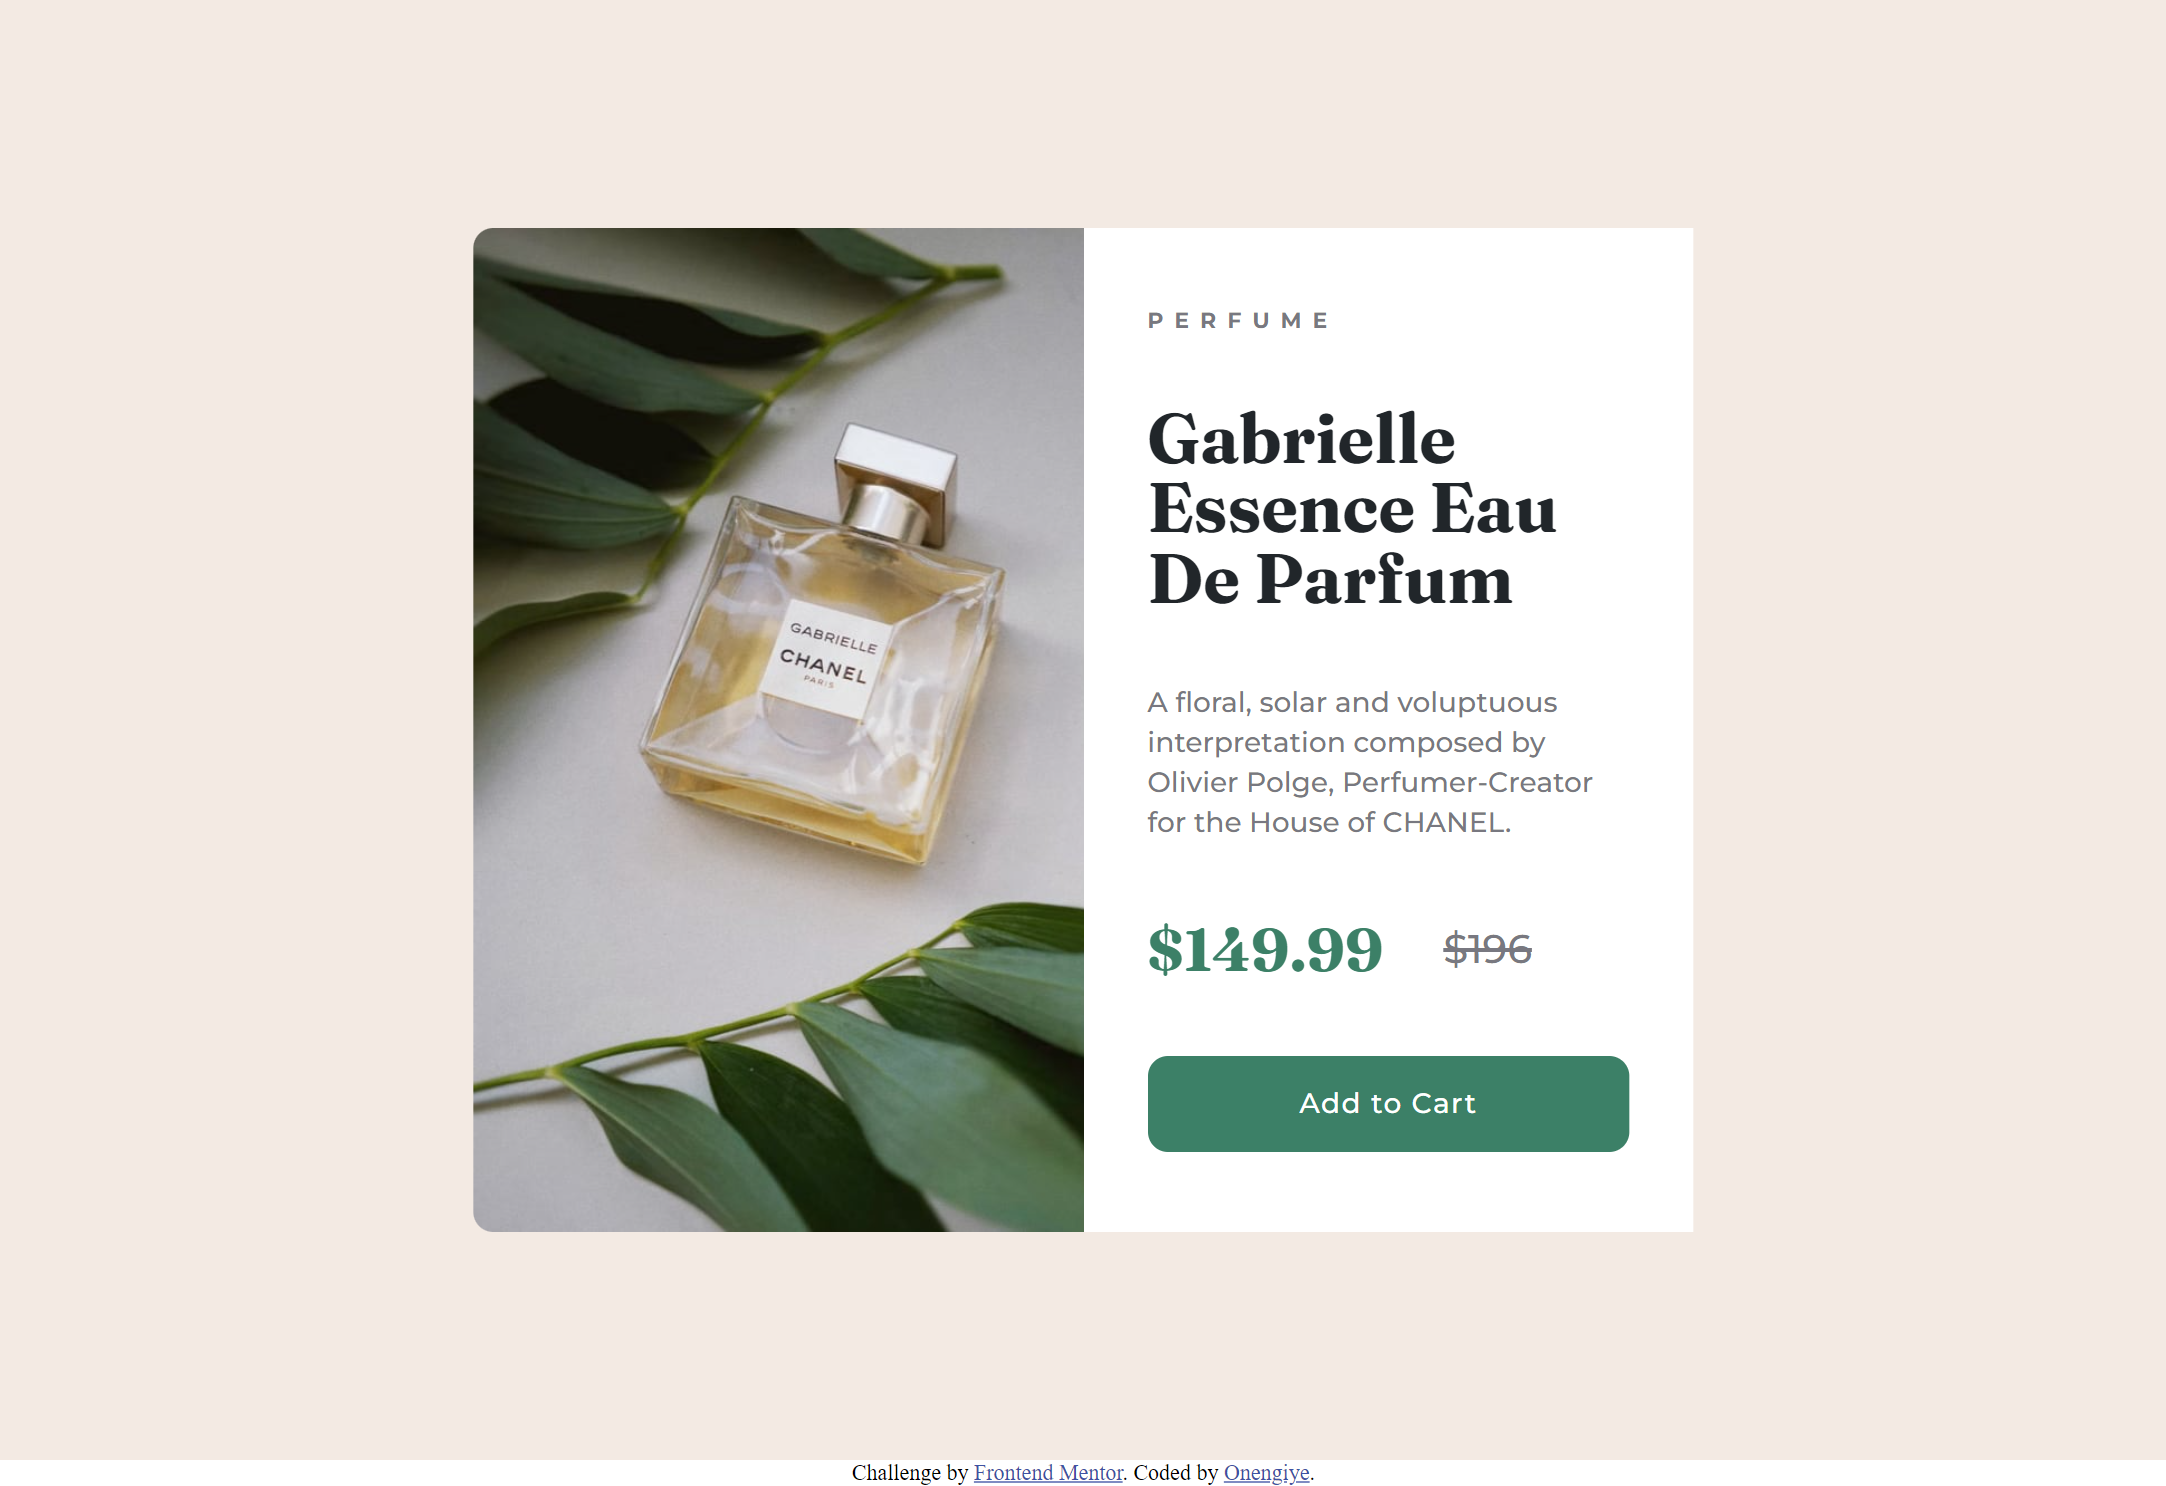 GABRIELLE
CHANEL
PARIS
PERFUME
Gabrielle
Essence Eau
De Parfum
A floral, solar and voluptuous
interpretation composed by
Olivier Polge, Perfumer-Creator
for the House of CHANEL.
$149.99 $196
Add to Cart
Challenge by Frontend Mentor. Coded by Onengiye.